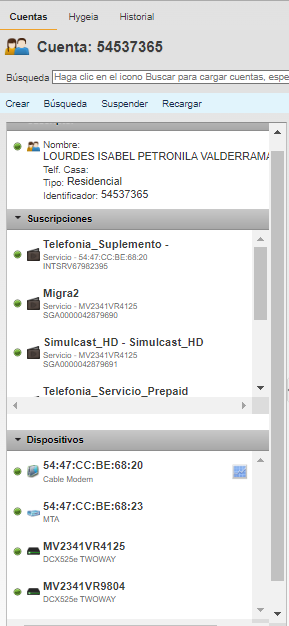 Cuentas Hygeia Historial
Cuenta: 54537365
Búsqueda Haga clic en el icono Buscar para cargar cuentas, espe
Crear Búsqueda Suspender Recargar
Nombre:
LOURDES ISABEL PETRONILA VALDERRAMA
Telf. Casa:
Tipo: Residencial
Identificador: 54537365
Suscripciones
Telefonia_Suplemento -
Servicio - 54:47:CC:BE:68:20
INTSRV67982395
Migra2
Servicio - MV2341VR4125
SGA0000042879690
Simulcast_HD - Simulcast_HD
Servicio - MV2341VR4125
SGA0000042879691
Telefonia_Servicio_Prepaid
Dispositivos
54:47:CC:BE:68:20
Cable Modem
54:47:CC:BE:68:23
MTA
MV2341VR4125
DCX525e TWOWAY
MV2341VR9804
DCX525e TWOWAY